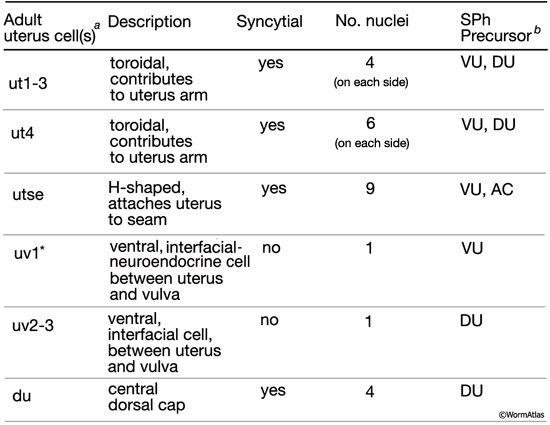 Adult uterus cell(s)a Description Syncytial No. nuclei SPh Precursor b
ut1-3 toroidal, contributes to uterus arm yes 4 (on each side) VU, DU
ut4 toroidal, contributes to uterus arm yes 6 (on each side) VU, DU
utse H-shaped, attaches uterus to seam yes 9 VU, AC
uv1* ventral, interfacial- neuroendocrine cell between uterus and vulva no 1 VU
uv2-3 ventral, interfacial cell, between uterus and vulva no 1 DU
du central dorsal cap yes 4 DU
©WormAtlas